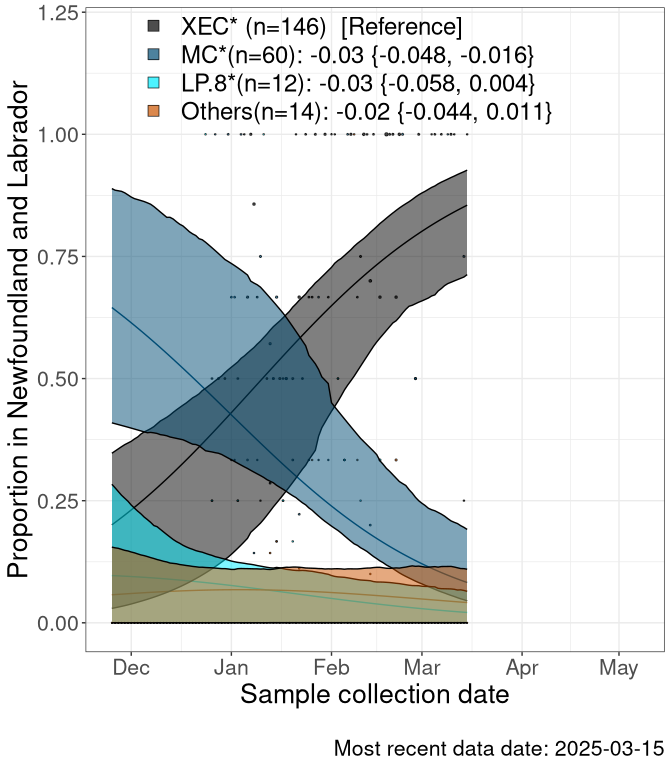 XEC* (n=146)  [Reference]
MC*(n=60): -0.03 {-0.048, -0.016}
LP.8*(n=12): -0.03 {-0.058, 0.004}
Others(n=14): -0.02 {-0.044, 0.011}
Proportion in Newfoundland and Labrador
1.25
1.00
0.75
0.50
0.25
0.00
Dec Jan Feb Mar Apr May
Sample collection date
Most recent data date: 2025-03-15